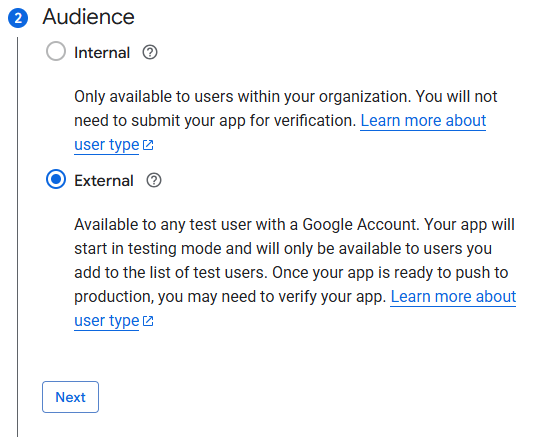 2 Audience
Internal ?
Only available to users within your organization. You will not
need to submit your app for verification. Learn more about
user type
External ?
Available to any test user with a Google Account. Your app will
start in testing mode and will only be available to users you
add to the list of test users. Once your app is ready to push to
production, you may need to verify your app. Learn more about
user type
Next